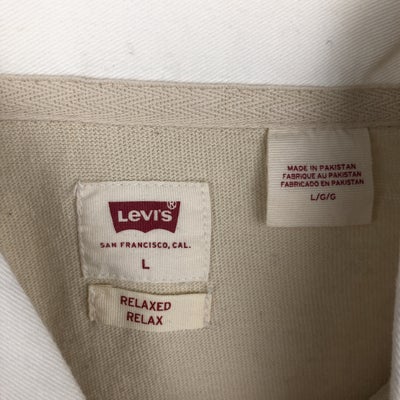 LEVI'S®
SAN FRANCISCO, CAL.
L
RELAXED
RELAX
MADE IN PAKISTAN
FABRIQUE AU PAKISTAN
FABRICADO EN PAKISTAN
L/G/G